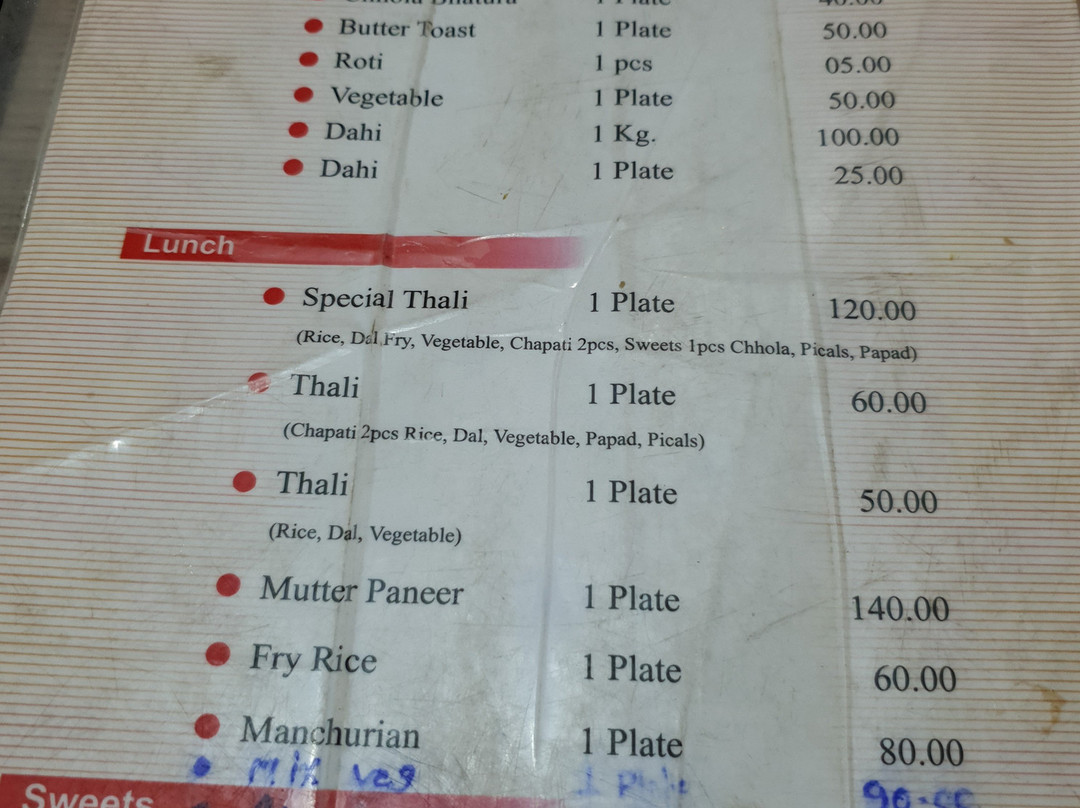 Butter Toast 1 Plate 50.00
Roti 1 pcs 05.00
Vegetable 1 Plate 50.00
Dahi 1 Kg. 100.00
Dahi 1 Plate 25.00
Lunch
Special Thali 1 Plate 120.00
(Rice, Dal Fry, Vegetable, Chapati 2pcs, Sweets 1pcs Chhola, Picals, Papad)
Thali 1 Plate 60.00
(Chapati 2pcs Rice, Dal, Vegetable, Papad, Picals)
Thali 1 Plate 50.00
(Rice, Dal, Vegetable)
Mutter Paneer 1 Plate 140.00
Fry Rice 1 Plate 60.00
Manchurian 1 Plate 80.00
Mix veg 1
Sweets